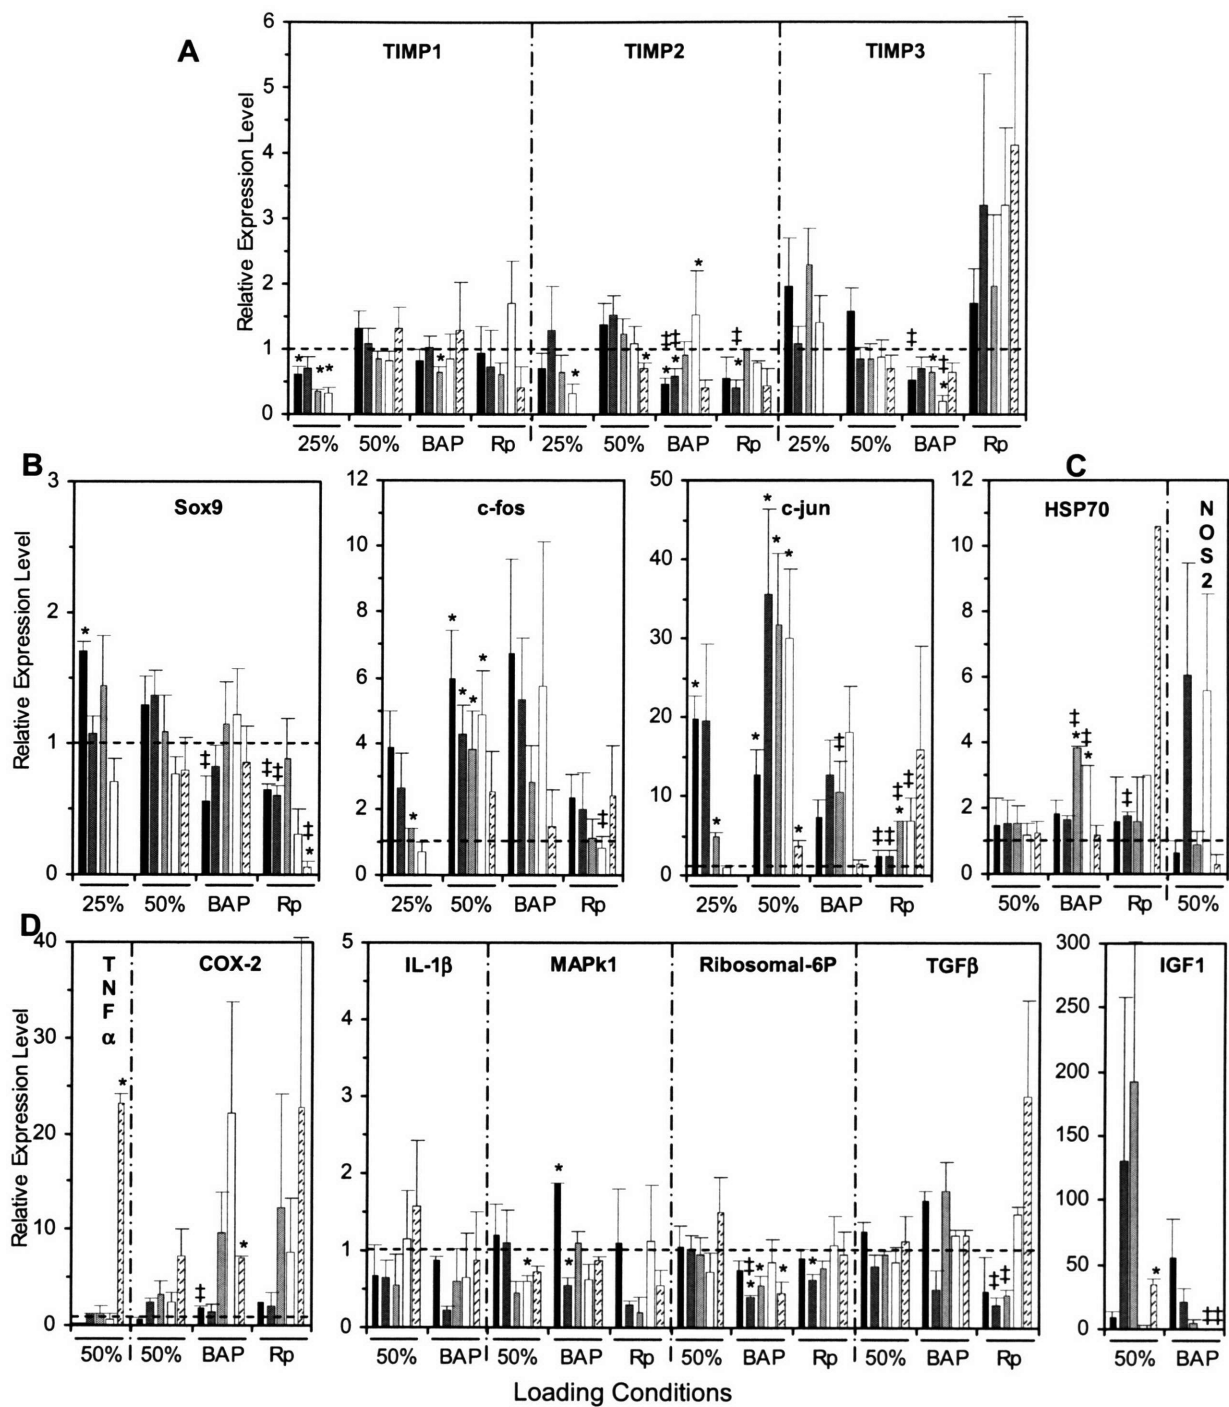 A
TIMP1
TIMP2
TIMP3
Relative Expression Level
6
5
4
3
2
1
0
25%
50%
BAP
Rp
25%
50%
BAP
Rp
25%
50%
BAP
Rp
* * * *
* ‡ ‡ * * * ‡ *
‡ * ‡ *
B
Sox9
Relative Expression Level
3
2
1
0
25%
50%
BAP
Rp
* ‡ ‡ ‡ ‡ *
c-fos
12
10
8
6
4
2
0
25%
50%
BAP
Rp
* * * * * ‡
c-jun
50
40
30
20
10
0
25%
50%
BAP
Rp
* * * * * * * ‡ ‡ ‡ ‡ * ‡
C
HSP70
N
O
S
2
12
10
8
6
4
2
0
50%
BAP
Rp
50%
‡ * ‡ * ‡
D
T
N
F
α
COX-2
Relative Expression Level
40
30
20
10
0
50%
50%
BAP
Rp
* ‡ *
IL-1β
MAPk1
Ribosomal-6P
TGFβ
5
4
3
2
1
0
50%
BAP
50%
BAP
Rp
50%
BAP
Rp
50%
BAP
Rp
* * * ‡ * * * * ‡ ‡
IGF1
300
250
200
150
100
50
0
50%
BAP
* ‡ ‡
Loading Conditions